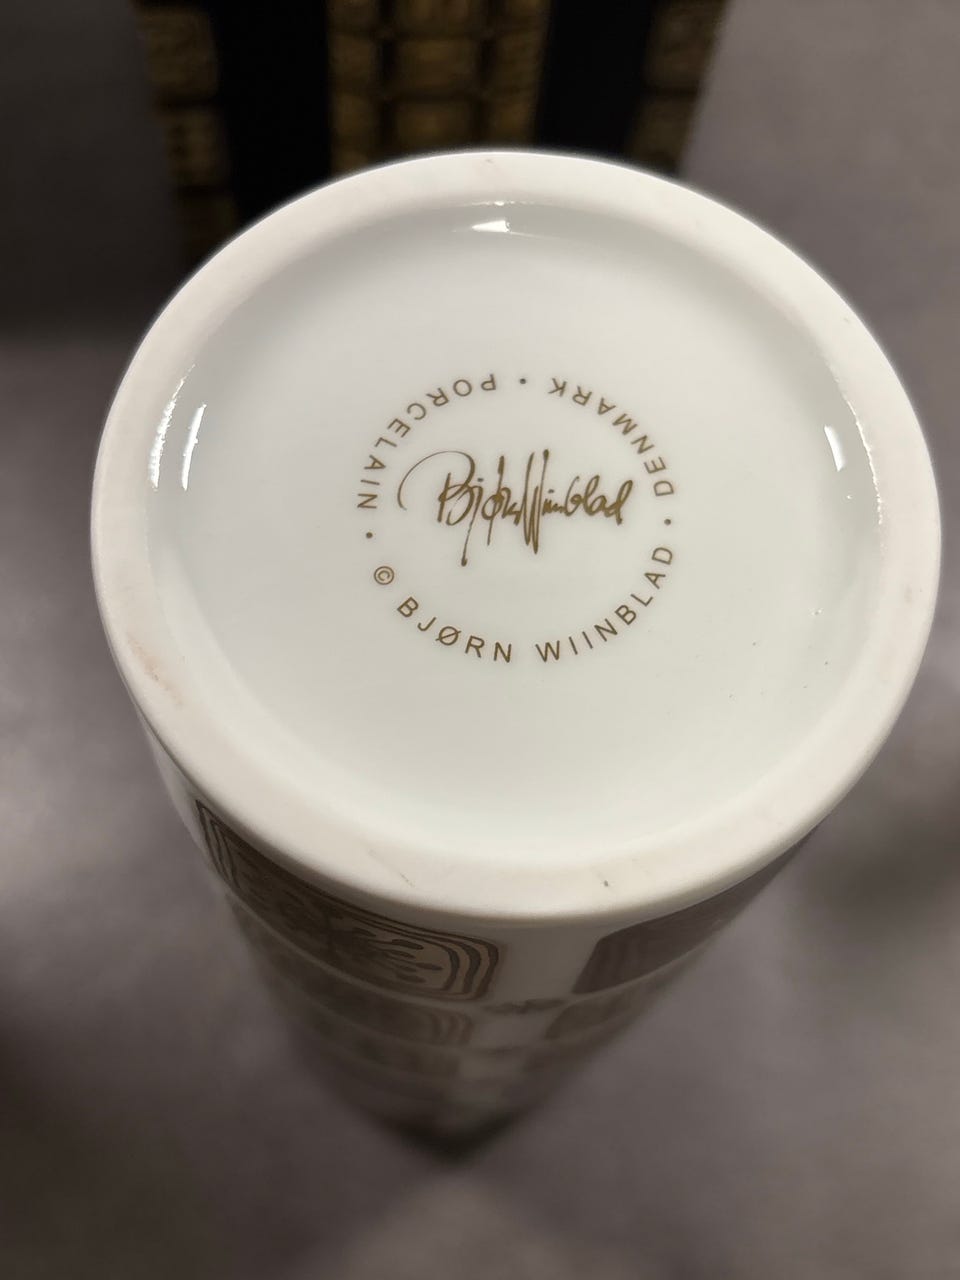 Bjørn Wiinblad
© BJØRN WIINBLAD • DENMARK • PORCELAIN •